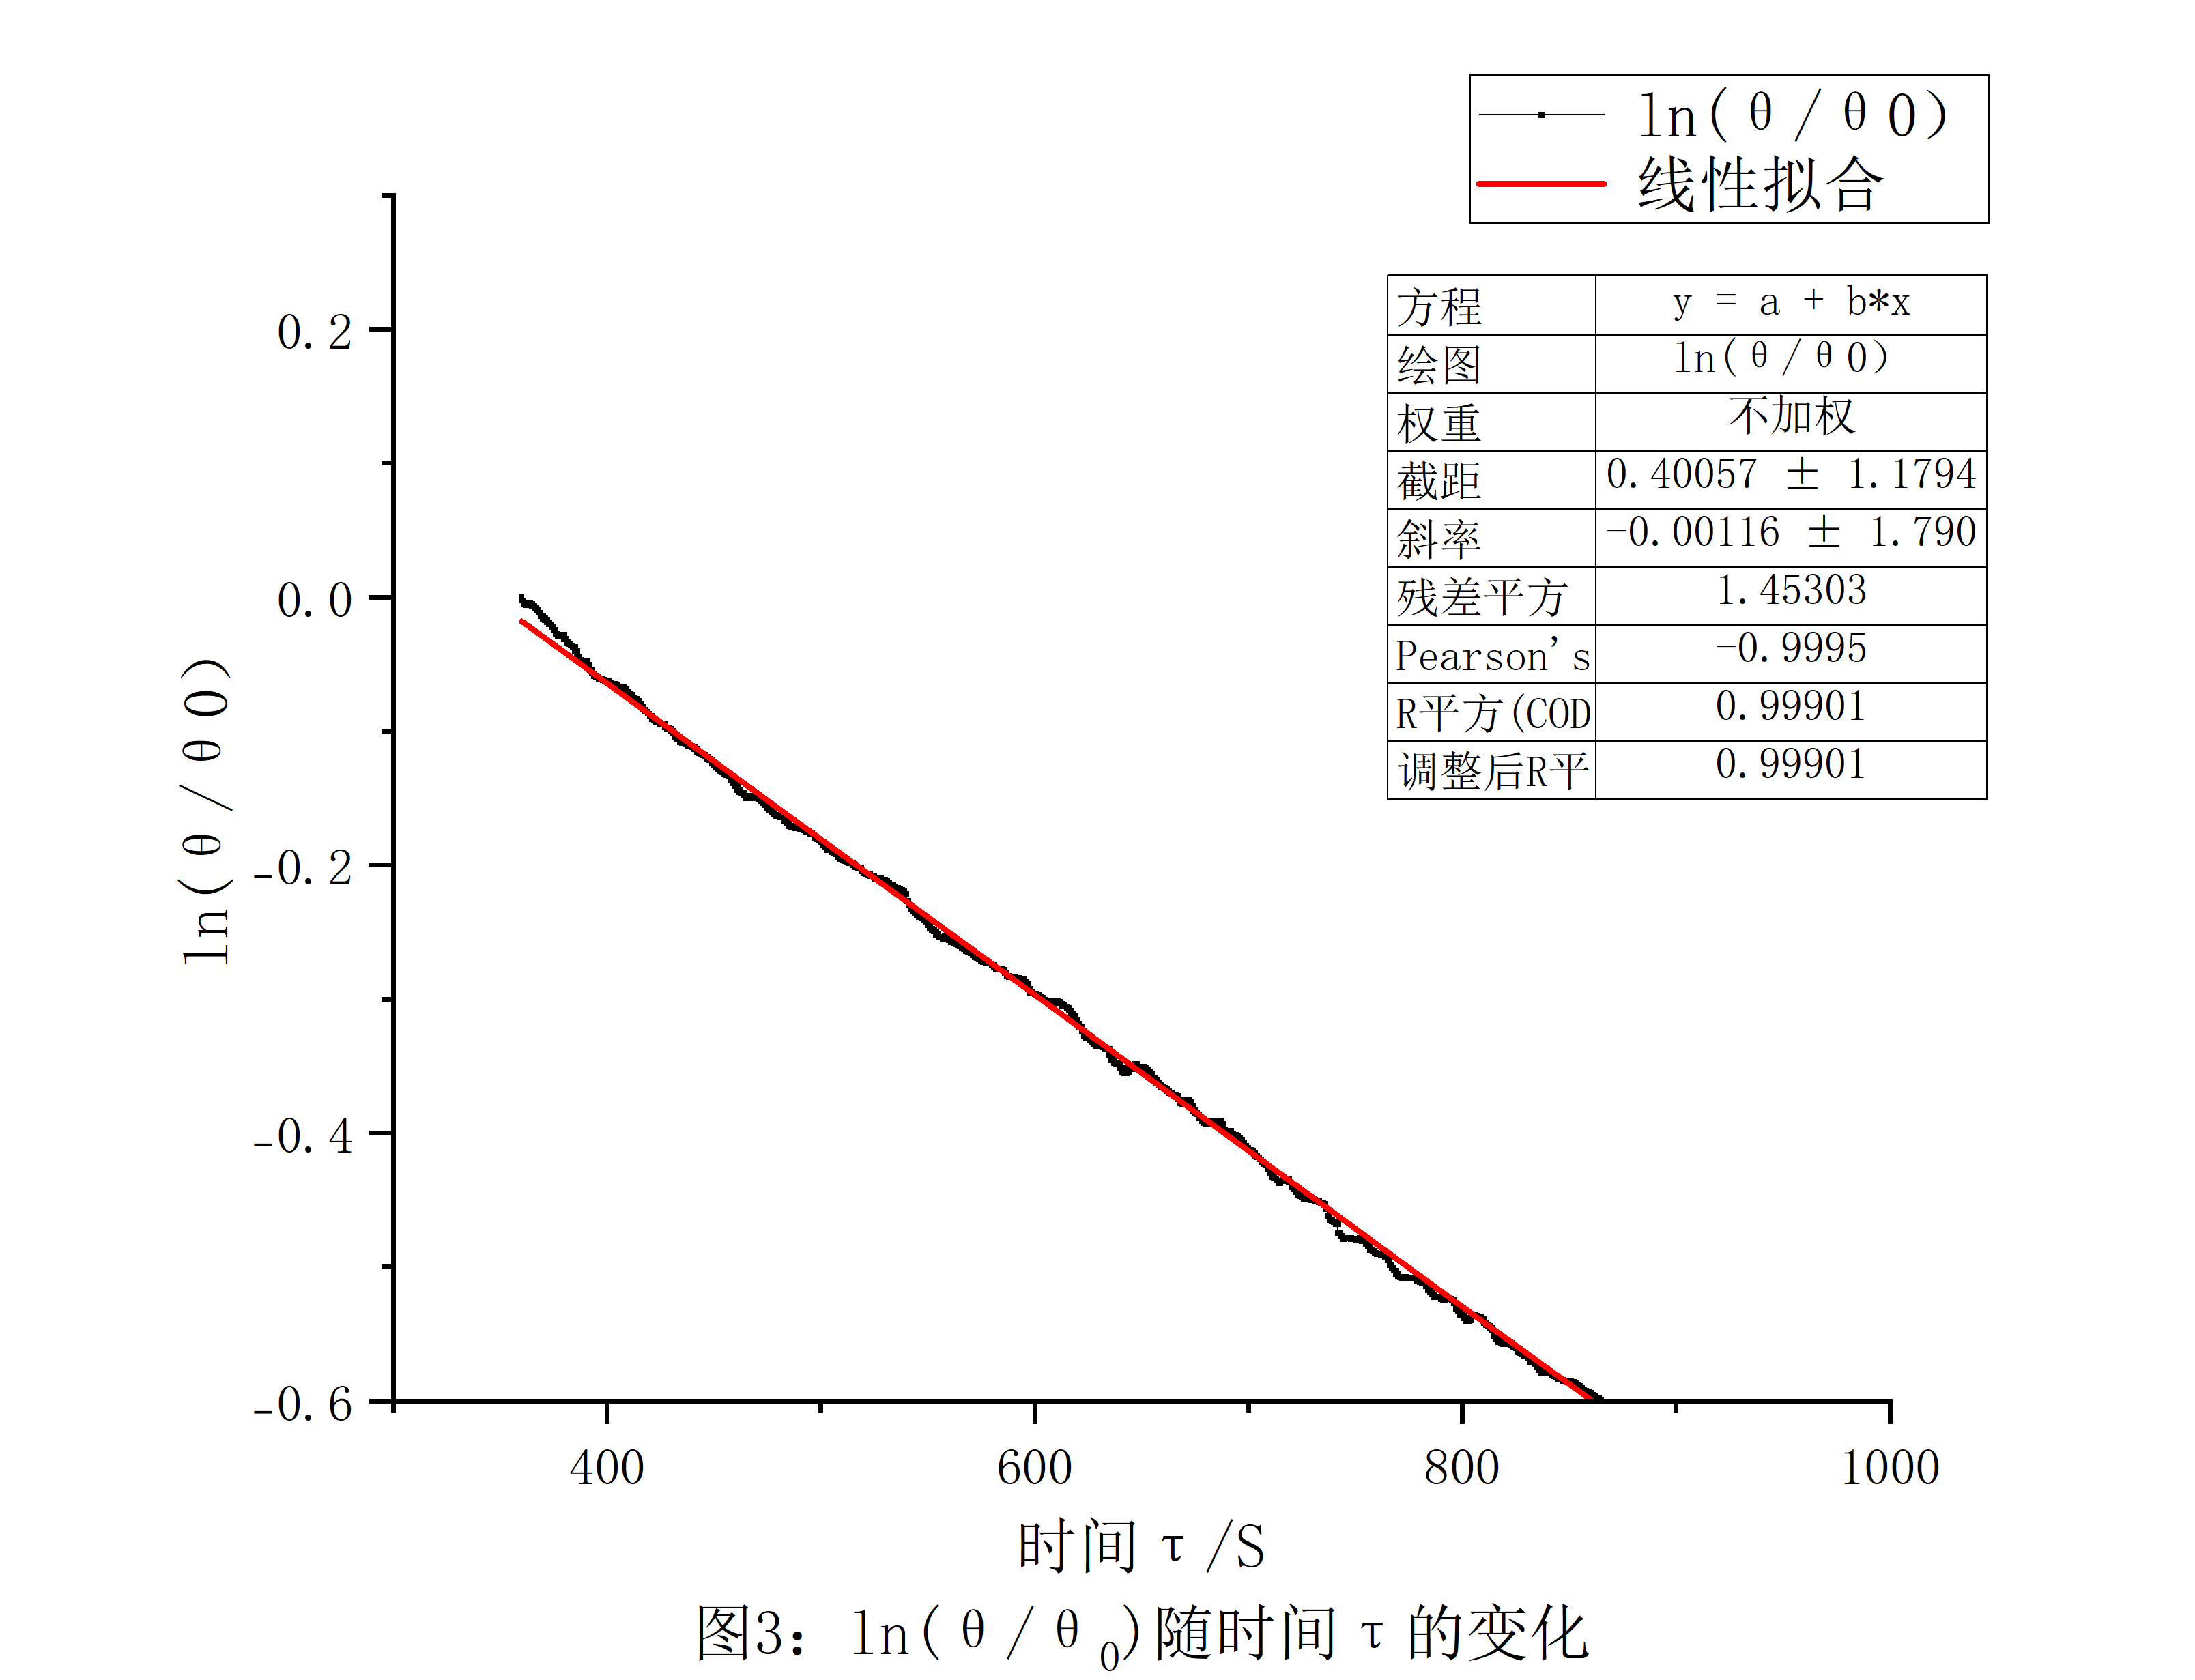 ln(θ/θ0)
线性拟合
方程 y = a + b*x
绘图 ln(θ/θ0)
权重 不加权
截距 0.40057 ± 1.1794
斜率 -0.00116 ± 1.790
残差平方 1.45303
Pearson's -0.9995
R平方(COD 0.99901
调整后R平 0.99901
0.2
0.0
-0.2
-0.4
-0.6
ln(θ/θ0)
400 600 800 1000
时间τ/S
图3: ln(θ/θ₀)随时间τ的变化